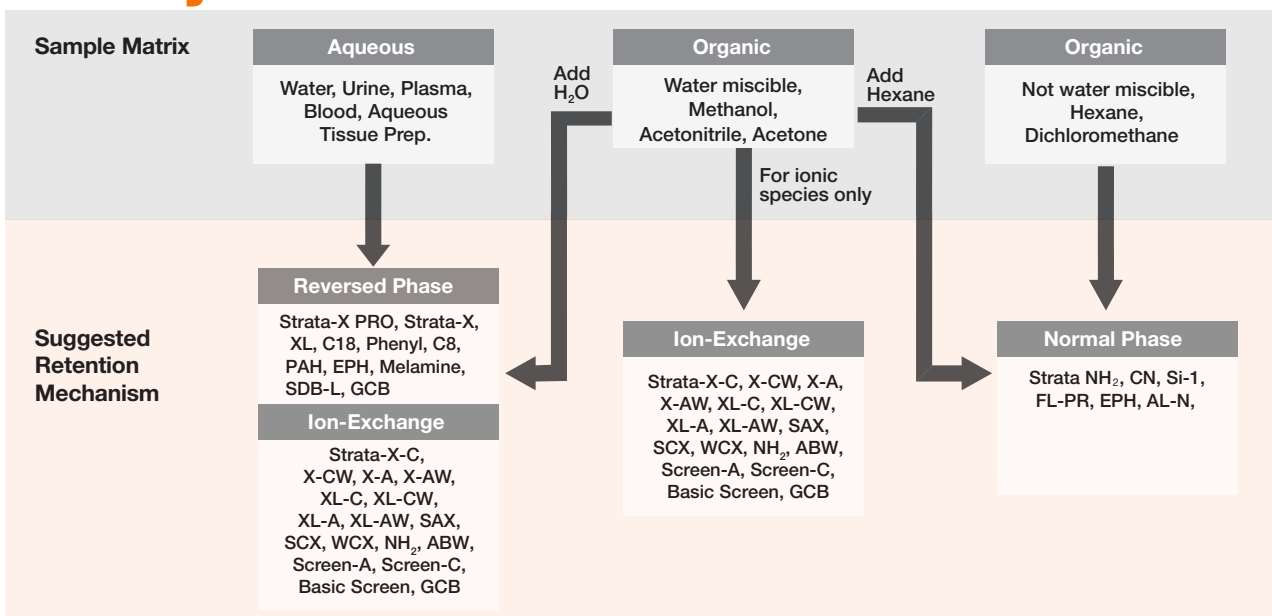 Sample Matrix
Aqueous
Water, Urine, Plasma,
Blood, Aqueous
Tissue Prep.
Add
H₂O
Organic
Water miscible,
Methanol,
Acetonitrile, Acetone
Add
Hexane
Organic
Not water miscible,
Hexane,
Dichloromethane
For ionic
species only
Suggested
Retention
Mechanism
Reversed Phase
Strata-X PRO, Strata-X,
XL, C18, Phenyl, C8,
PAH, EPH, Melamine,
SDB-L, GCB
Ion-Exchange
Strata-X-C,
X-CW, X-A, X-AW,
XL-C, XL-CW,
XL-A, XL-AW, SAX,
SCX, WCX, NH₂, ABW,
Screen-A, Screen-C,
Basic Screen, GCB
Ion-Exchange
Strata-X-C, X-CW, X-A,
X-AW, XL-C, XL-CW,
XL-A, XL-AW, SAX,
SCX, WCX, NH₂, ABW,
Screen-A, Screen-C,
Basic Screen, GCB
Normal Phase
Strata NH₂, CN, Si-1,
FL-PR, EPH, AL-N,